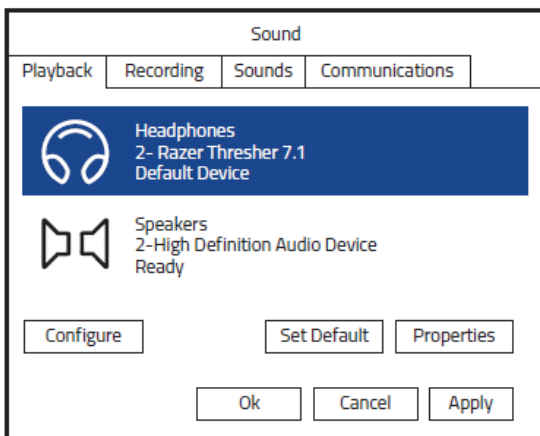 Sound
Playback Recording Sounds Communications
Headphones
2- Razer Thresher 7.1
Default Device
Speakers
2-High Definition Audio Device
Ready
Configure Set Default Properties
Ok Cancel Apply